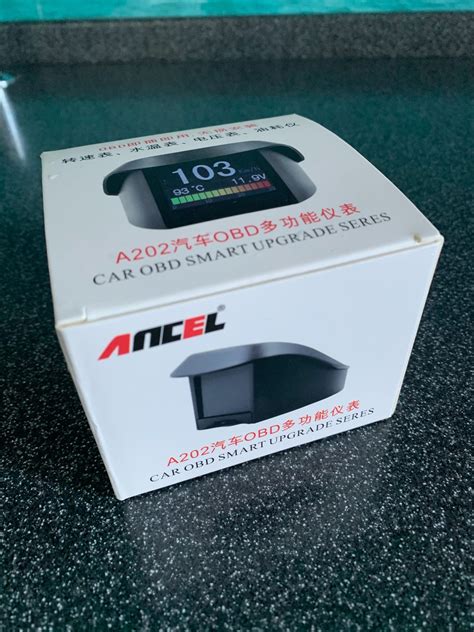 OBD即插即用 无损安装
转速表、水温表、电压表、油耗仪
103 Km/h
93℃ 11.9V
A202汽车OBD多功能仪表
CAR OBD SMART UPGRADE SERES
ANCEL®
A202汽车OBD多功能仪表
CAR OBD SMART UPGRADE SERES